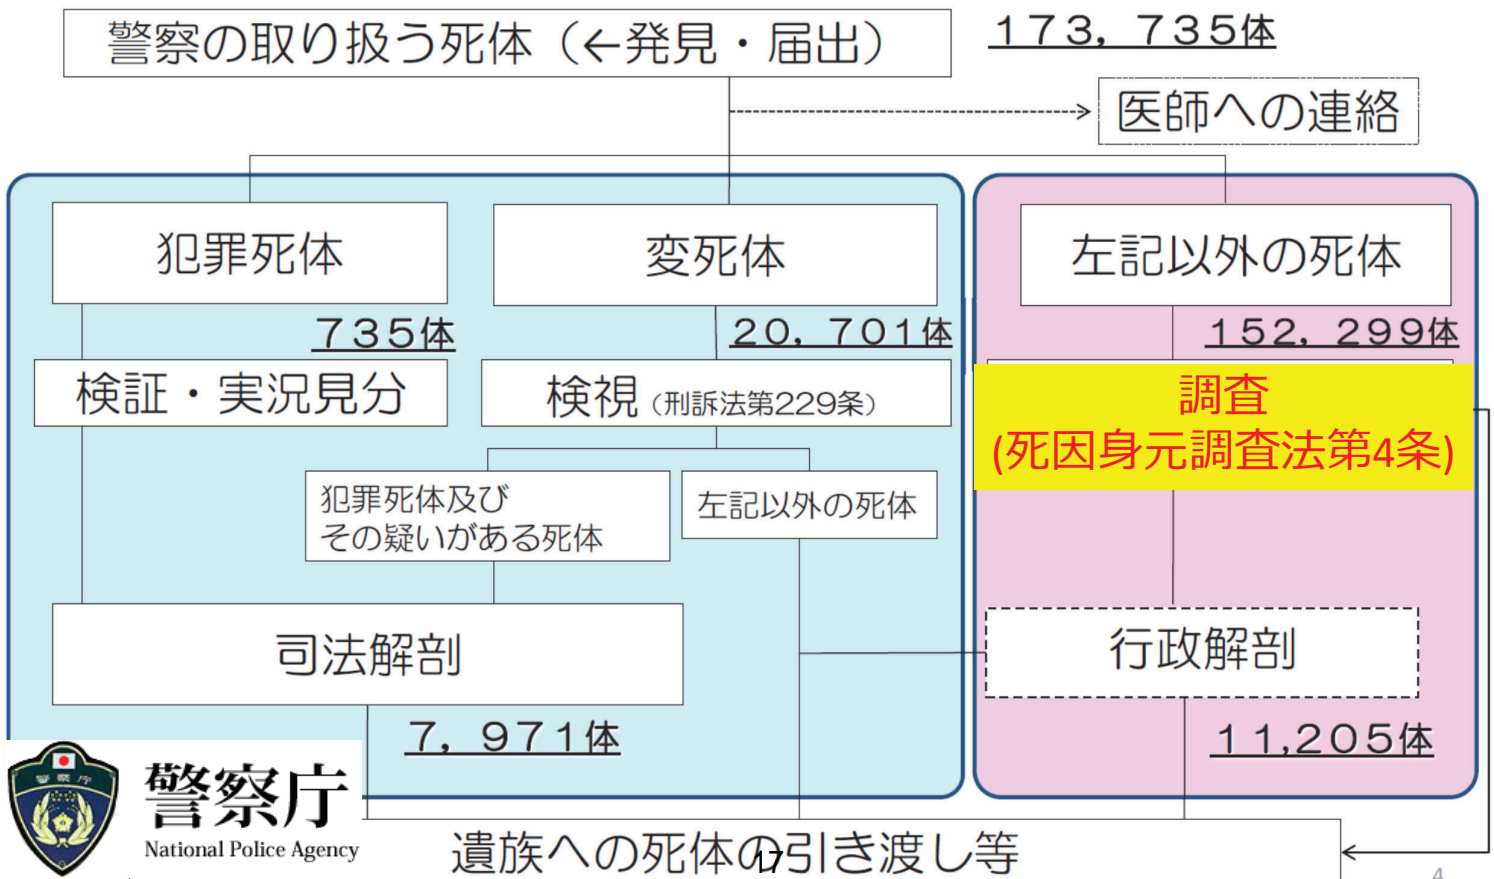 警察の取り扱う死体（←発見・届出）
１７３，７３５体
医師への連絡
犯罪死体
変死体
左記以外の死体
７３５体
２０，７０１体
１５２，２９９体
検証・実況見分
検視（刑訴法第229条）
調査
(死因身元調査法第4条)
犯罪死体及び
その疑いがある死体
左記以外の死体
司法解剖
行政解剖
７，９７１体
１１,２０５体
警察庁
警察庁
National Police Agency
遺族への死体の引き渡し等
17
4